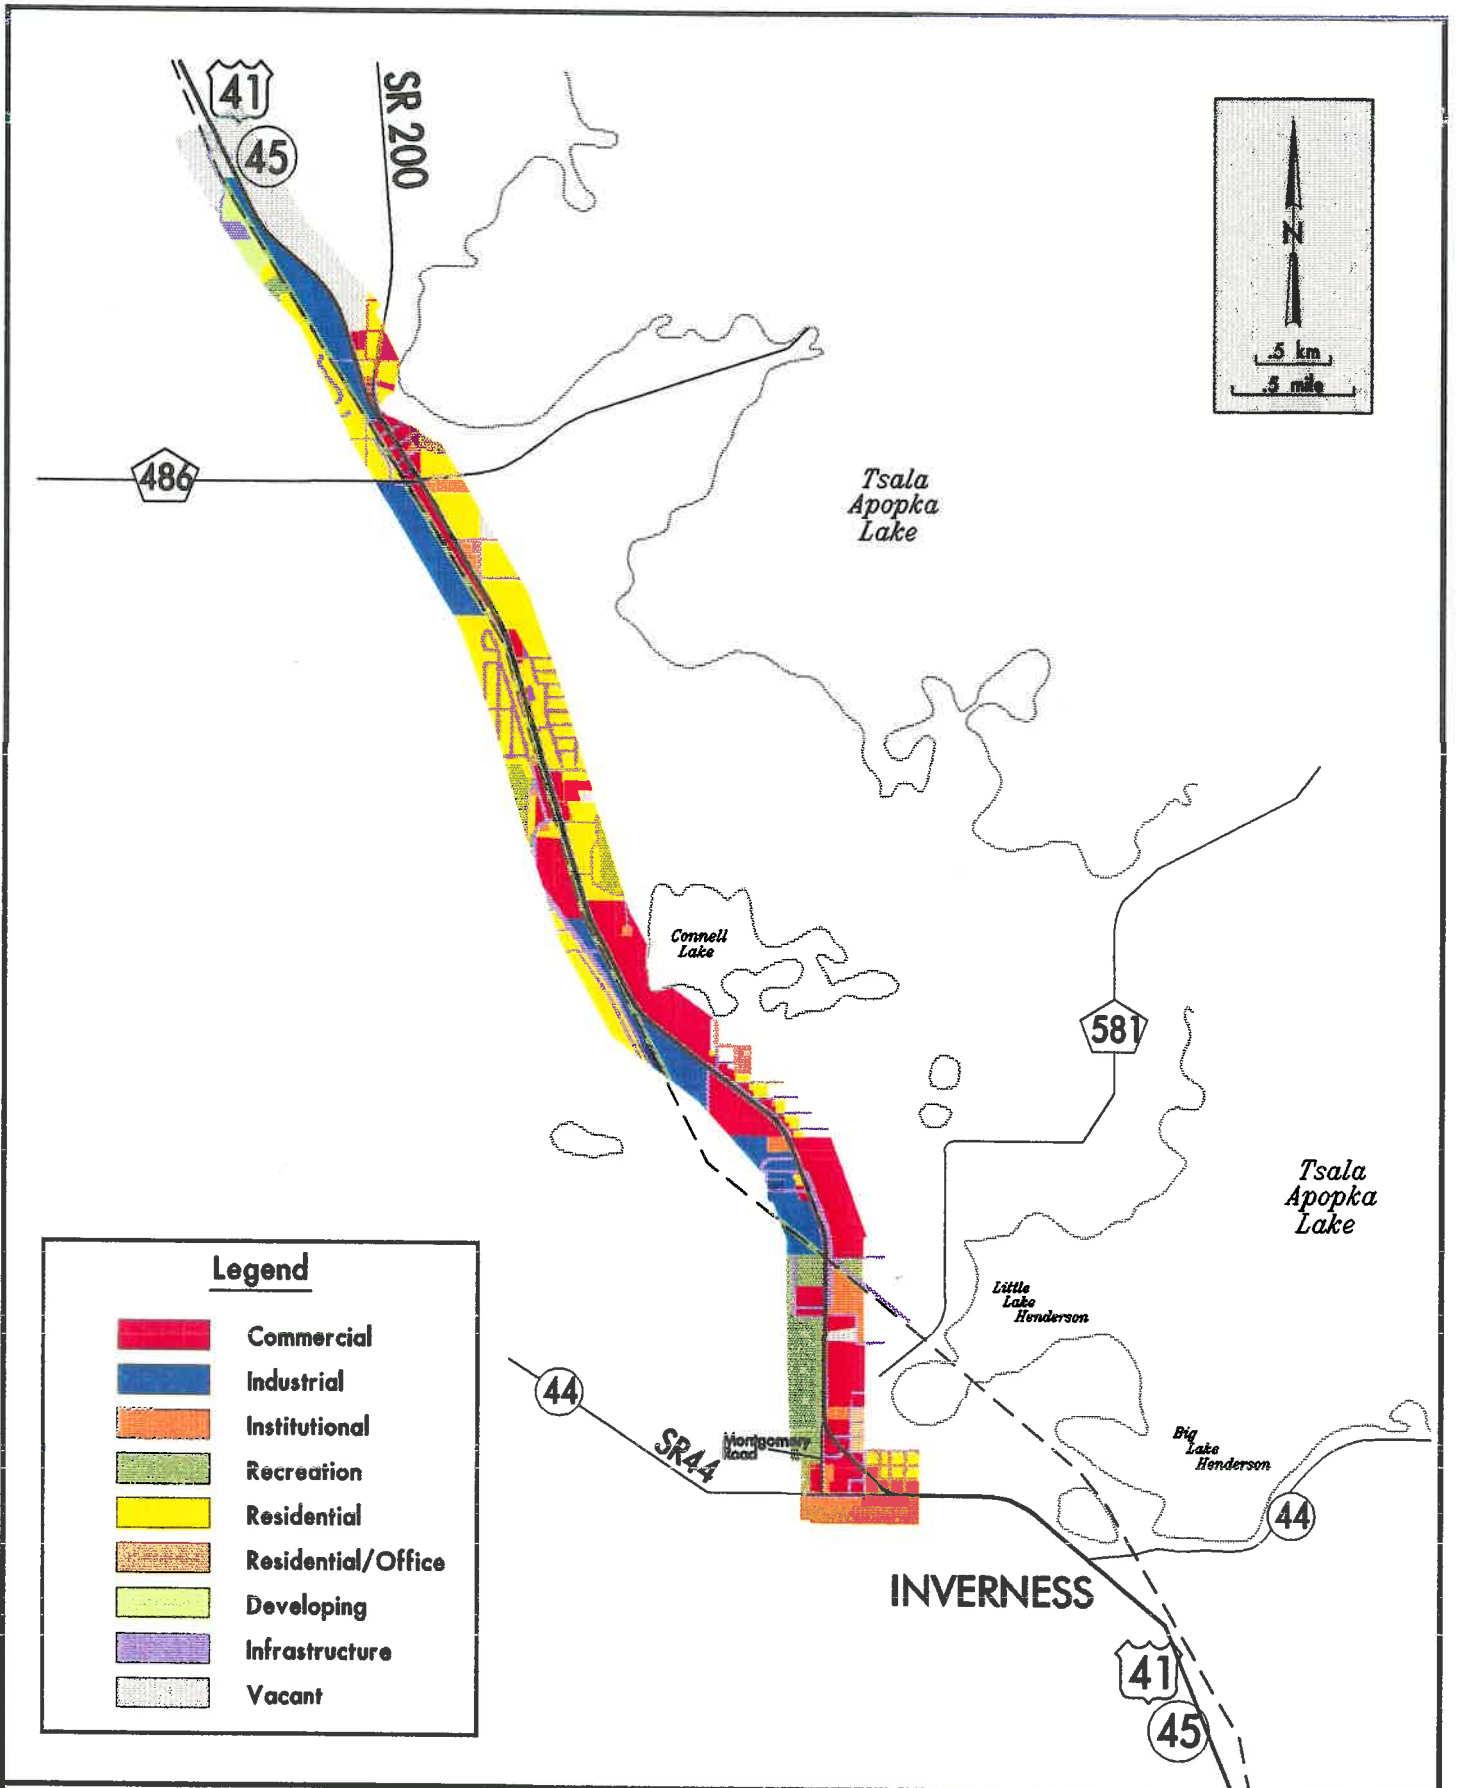 41
45
SR 200
N
.5 km
.5 mile
486
Tsala
Apopka
Lake
Connell
Lake
581
Tsala
Apopka
Lake
Little
Lake
Henderson
Legend
Commercial
Industrial
Institutional
Recreation
Residential
Residential/Office
Developing
Infrastructure
Vacant
44
SR44
Montgomery
Road
Big
Lake
Henderson
44
INVERNESS
41
45